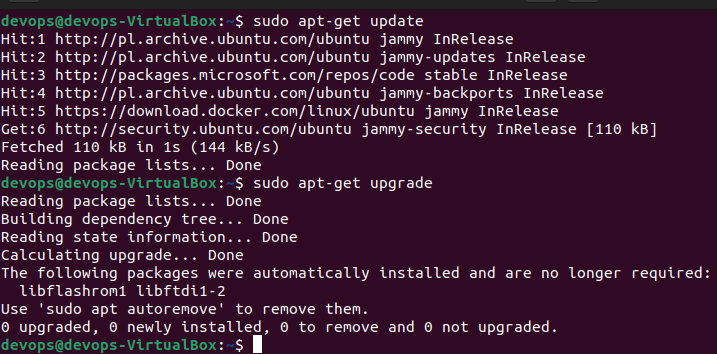 devops@devops-VirtualBox:~$ sudo apt-get update
Hit:1 http://pl.archive.ubuntu.com/ubuntu jammy InRelease
Hit:2 http://pl.archive.ubuntu.com/ubuntu jammy-updates InRelease
Hit:3 http://packages.microsoft.com/repos/code stable InRelease
Hit:4 http://pl.archive.ubuntu.com/ubuntu jammy-backports InRelease
Hit:5 https://download.docker.com/linux/ubuntu jammy InRelease
Get:6 http://security.ubuntu.com/ubuntu jammy-security InRelease [110 kB]
Fetched 110 kB in 1s (144 kB/s)
Reading package lists... Done
devops@devops-VirtualBox:~$ sudo apt-get upgrade
Reading package lists... Done
Building dependency tree... Done
Reading state information... Done
Calculating upgrade... Done
The following packages were automatically installed and are no longer required:
  libflashrom1 libftdi1-2
Use 'sudo apt autoremove' to remove them.
0 upgraded, 0 newly installed, 0 to remove and 0 not upgraded.
devops@devops-VirtualBox:~$